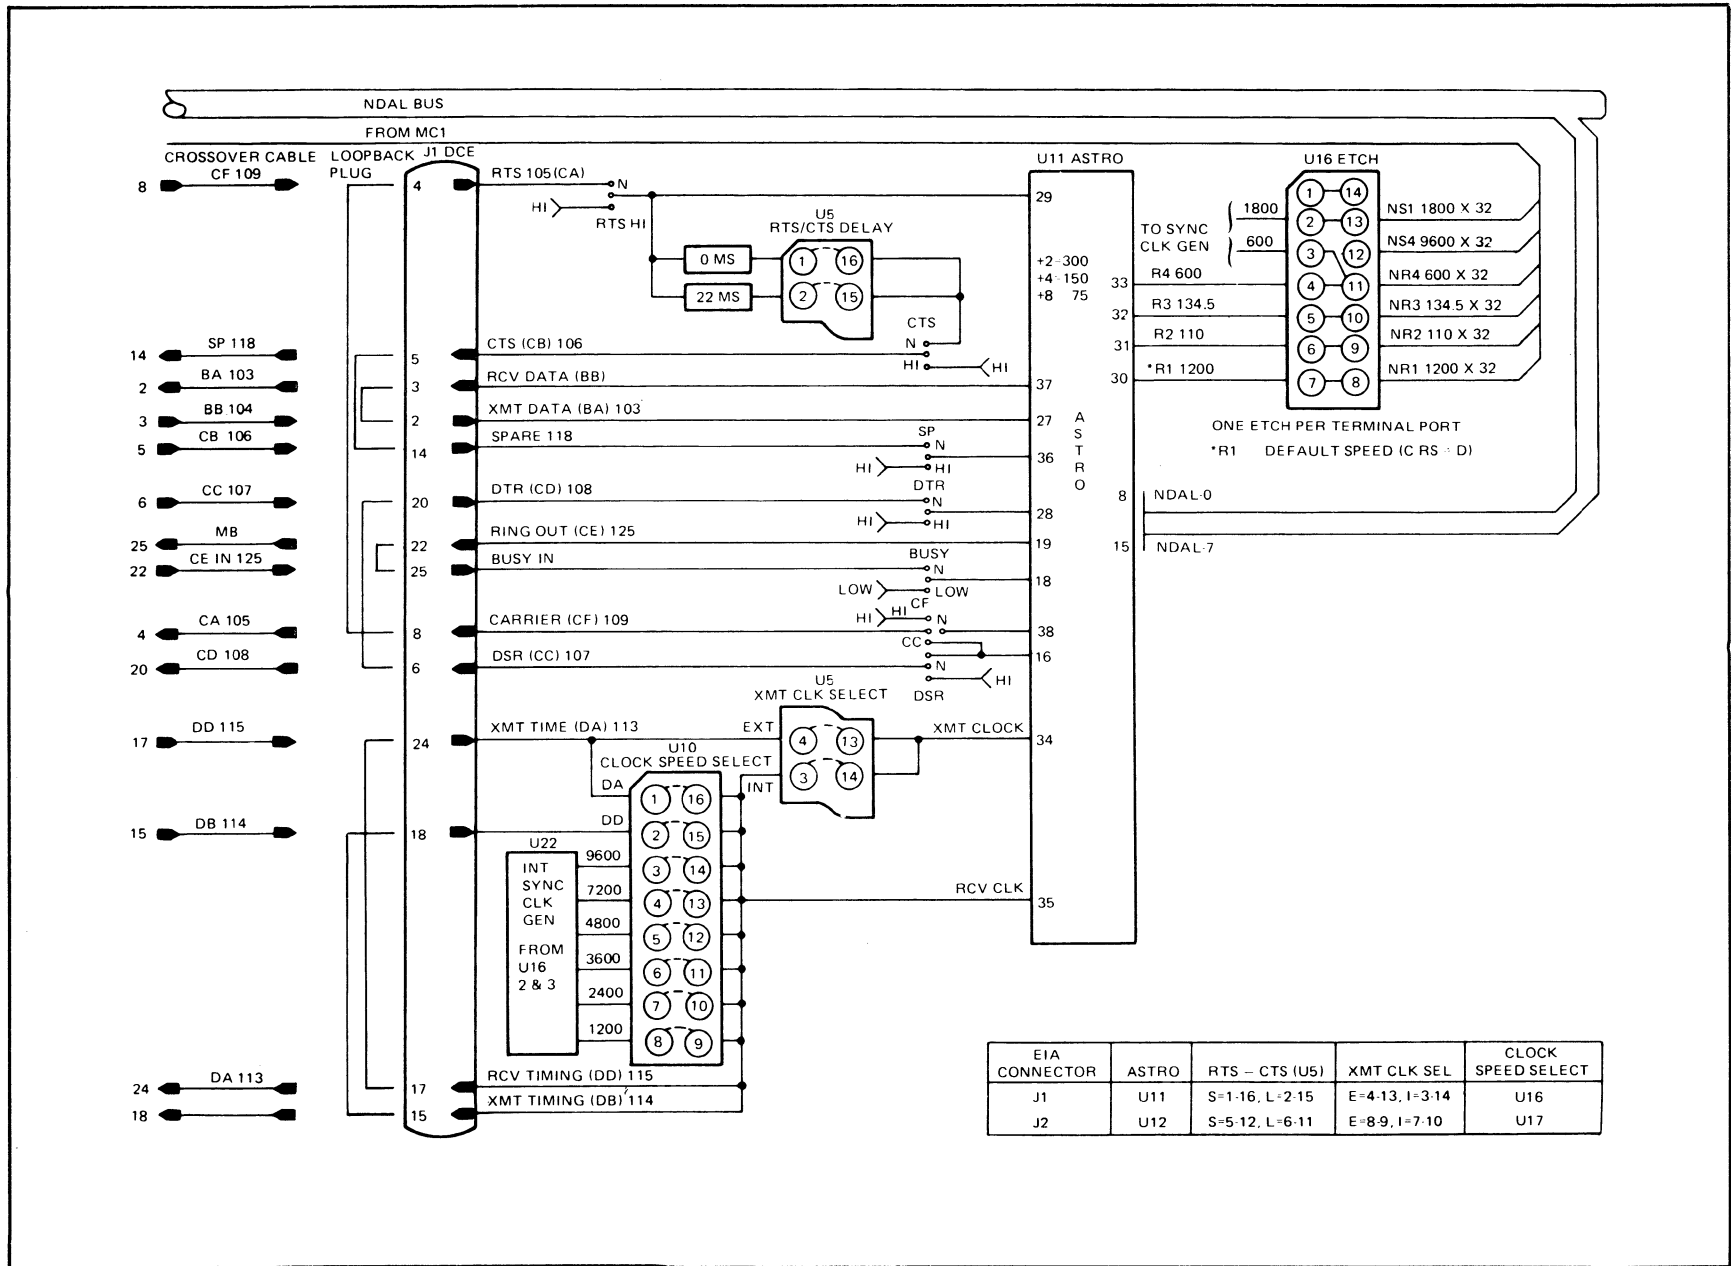 NDAL BUS
FROM MC1
CROSSOVER CABLE
LOOPBACK PLUG
J1 DCE
U11 ASTRO
U16 ETCH
8 CF 109
4 RTS 105(CA)
N
HI
RTS HI
29
U5
RTS/CTS DELAY
0 MS 1 16
22 MS 2 15
+2-300
+4-150
+8 75
TO SYNC
CLK GEN
1800
600
1 14
2 13
3 12
4 11
5 10
6 9
7 8
NS1 1800 X 32
NS4 9600 X 32
33 R4 600 NR4 600 X 32
32 R3 134.5 NR3 134.5 X 32
31 R2 110 NR2 110 X 32
30 *R1 1200 NR1 1200 X 32
ONE ETCH PER TERMINAL PORT
*R1 DEFAULT SPEED (C RS - D)
CTS
N
HI
HI
14 SP 118 5 CTS (CB) 106
2 BA 103 3 RCV DATA (BB) 37
3 BB 104 2 XMT DATA (BA) 103 27
5 CB 106 14 SPARE 118 36
SP
N
HI
HI
ASTRO
6 CC 107 20 DTR (CD) 108 28
DTR
N
HI
HI
8 NDAL-0
15 NDAL-7
25 MB 22 RING OUT (CE) 125 19
22 CE IN 125 25 BUSY IN 18
BUSY
N
LOW
LOW
4 CA 105 8 CARRIER (CF) 109 38
HI
HI
CF
N
CC
20 CD 108 6 DSR (CC) 107 16
N
HI
DSR
U5
XMT CLK SELECT
17 DD 115 24 XMT TIME (DA) 113 EXT 4 13 XMT CLOCK 34
INT 3 14
U10
CLOCK SPEED SELECT
DA 1 16
15 DB 114 18 DD 2 15
U22
INT
SYNC
CLK
GEN
FROM
U16
2 & 3
9600 3 14
7200 4 13
RCV CLK 35
4800 5 12
3600 6 11
2400 7 10
1200 8 9
24 DA 113 17 RCV TIMING (DD) 115
18 15 XMT TIMING (DB) 114
EIA CONNECTOR ASTRO RTS – CTS (U5) XMT CLK SEL CLOCK SPEED SELECT
J1 U11 S=1-16, L=2-15 E=4-13, I=3-14 U16
J2 U12 S=5-12, L=6-11 E=8-9, I=7-10 U17